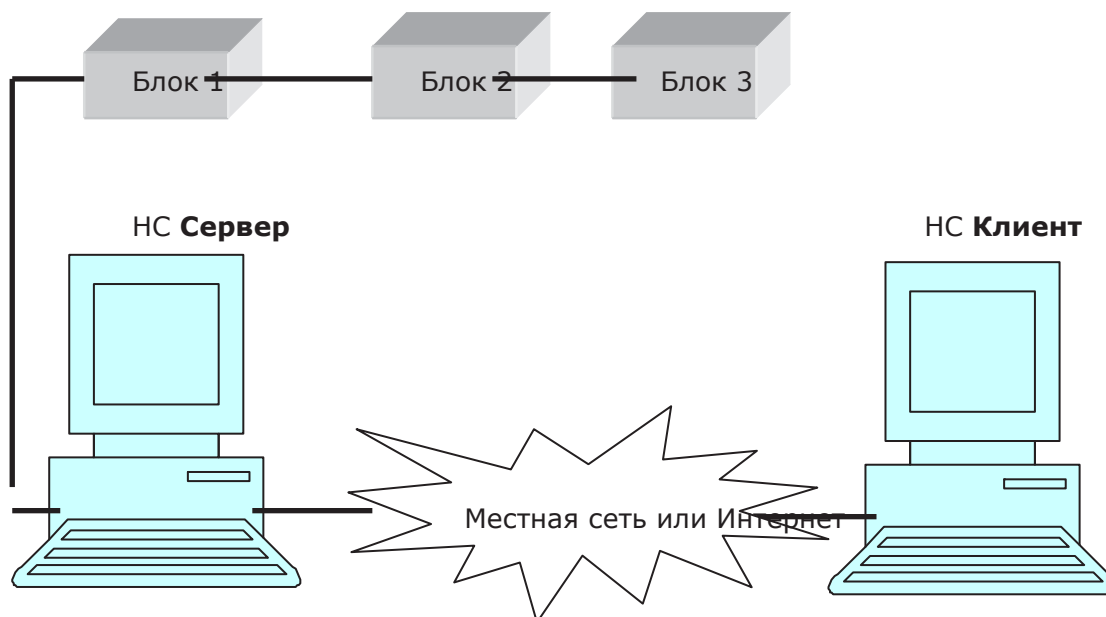 Блок 1
Блок 2
Блок 3
НС Сервер
НС Клиент
Местная сеть или Интернет